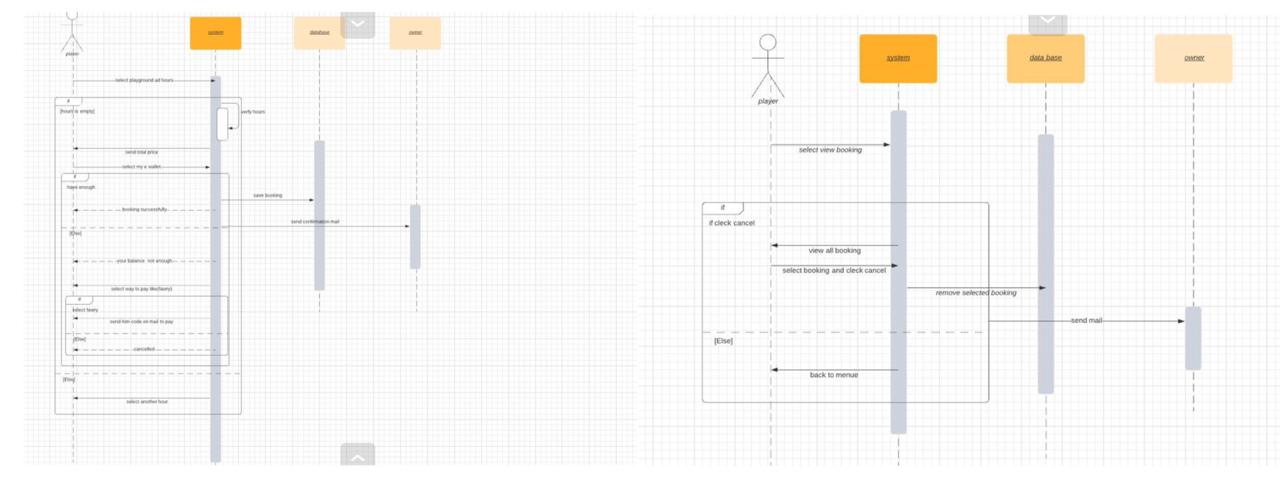 player
system
database
owner
select playground ad hours
if
[hours is empty]
verfy hours
send total price
select my e wallet
if
have enough
save booking
booking successfully
send confirmation mail
[Else]
your balance not enough
select way to pay like(fawry)
if
select fawry
send him code on mail to pay
[Else]
cancelled
[Else]
select another hour
player
system
data base
owner
select view booking
if
if cleck cancel
view all booking
select booking and cleck cancel
remove selected booking
send mail
[Else]
back to menue